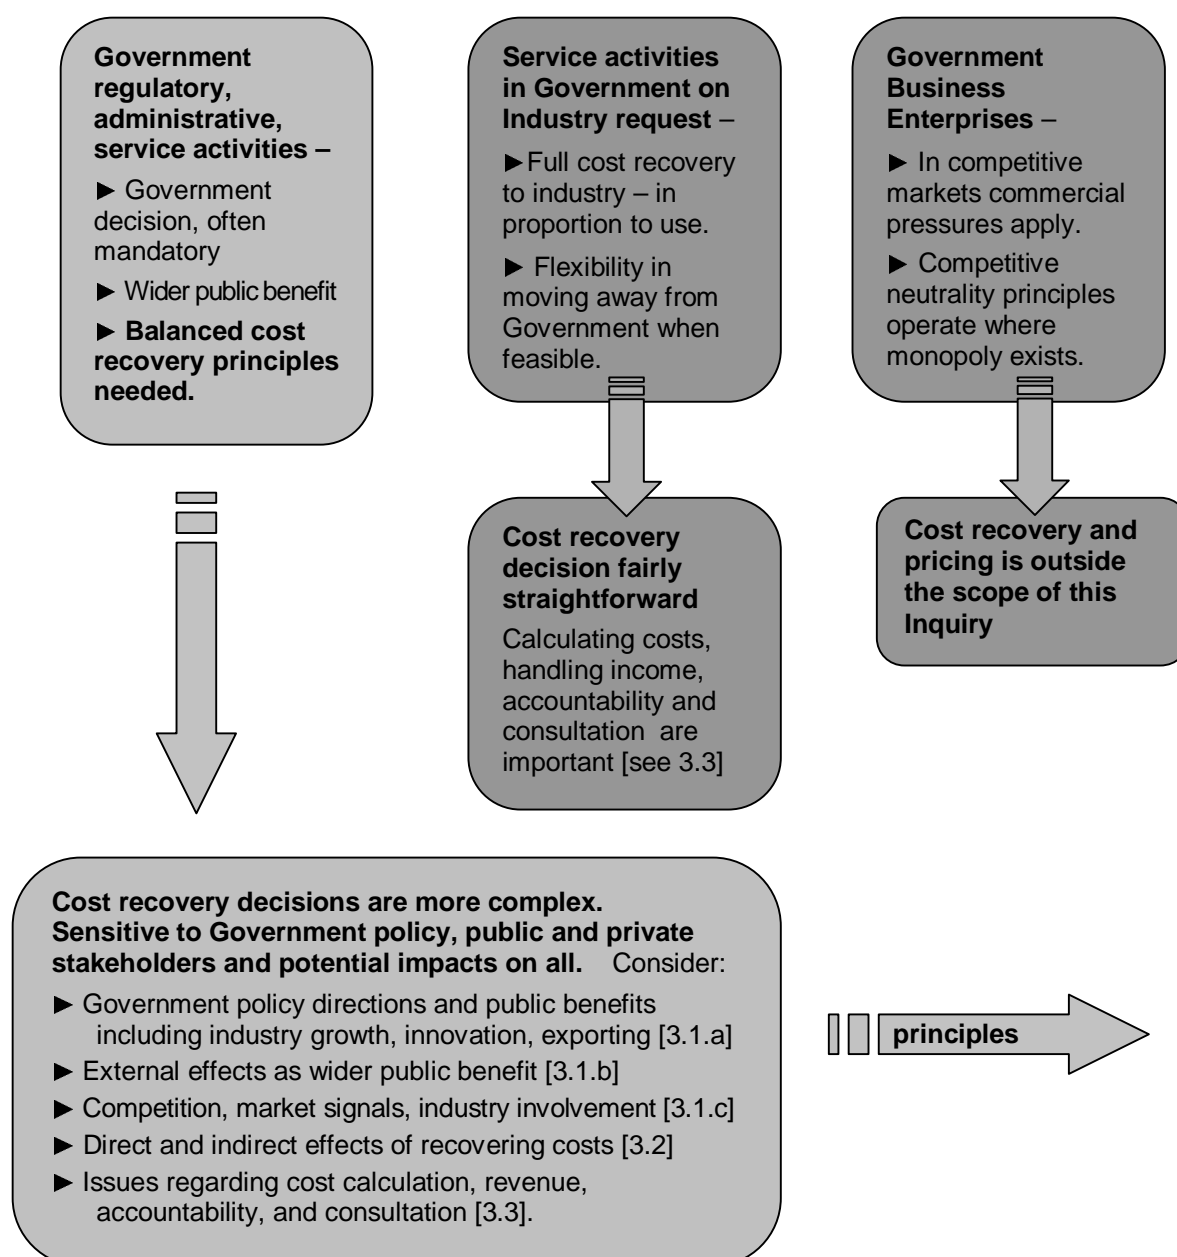 Government
regulatory,
administrative,
service activities –
► Government
decision, often
mandatory
► Wider public benefit
► Balanced cost
recovery principles
needed.
Service activities
in Government on
Industry request –
►Full cost recovery
to industry – in
proportion to use.
► Flexibility in
moving away from
Government when
feasible.
Government
Business
Enterprises –
► In competitive
markets commercial
pressures apply.
► Competitive
neutrality principles
operate where
monopoly exists.
Cost recovery
decision fairly
straightforward
Calculating costs,
handling income,
accountability and
consultation are
important [see 3.3]
Cost recovery and
pricing is outside
the scope of this
Inquiry
Cost recovery decisions are more complex.
Sensitive to Government policy, public and private
stakeholders and potential impacts on all. Consider:
► Government policy directions and public benefits
including industry growth, innovation, exporting [3.1.a]
► External effects as wider public benefit [3.1.b]
► Competition, market signals, industry involvement [3.1.c]
► Direct and indirect effects of recovering costs [3.2]
► Issues regarding cost calculation, revenue,
accountability, and consultation [3.3].
principles